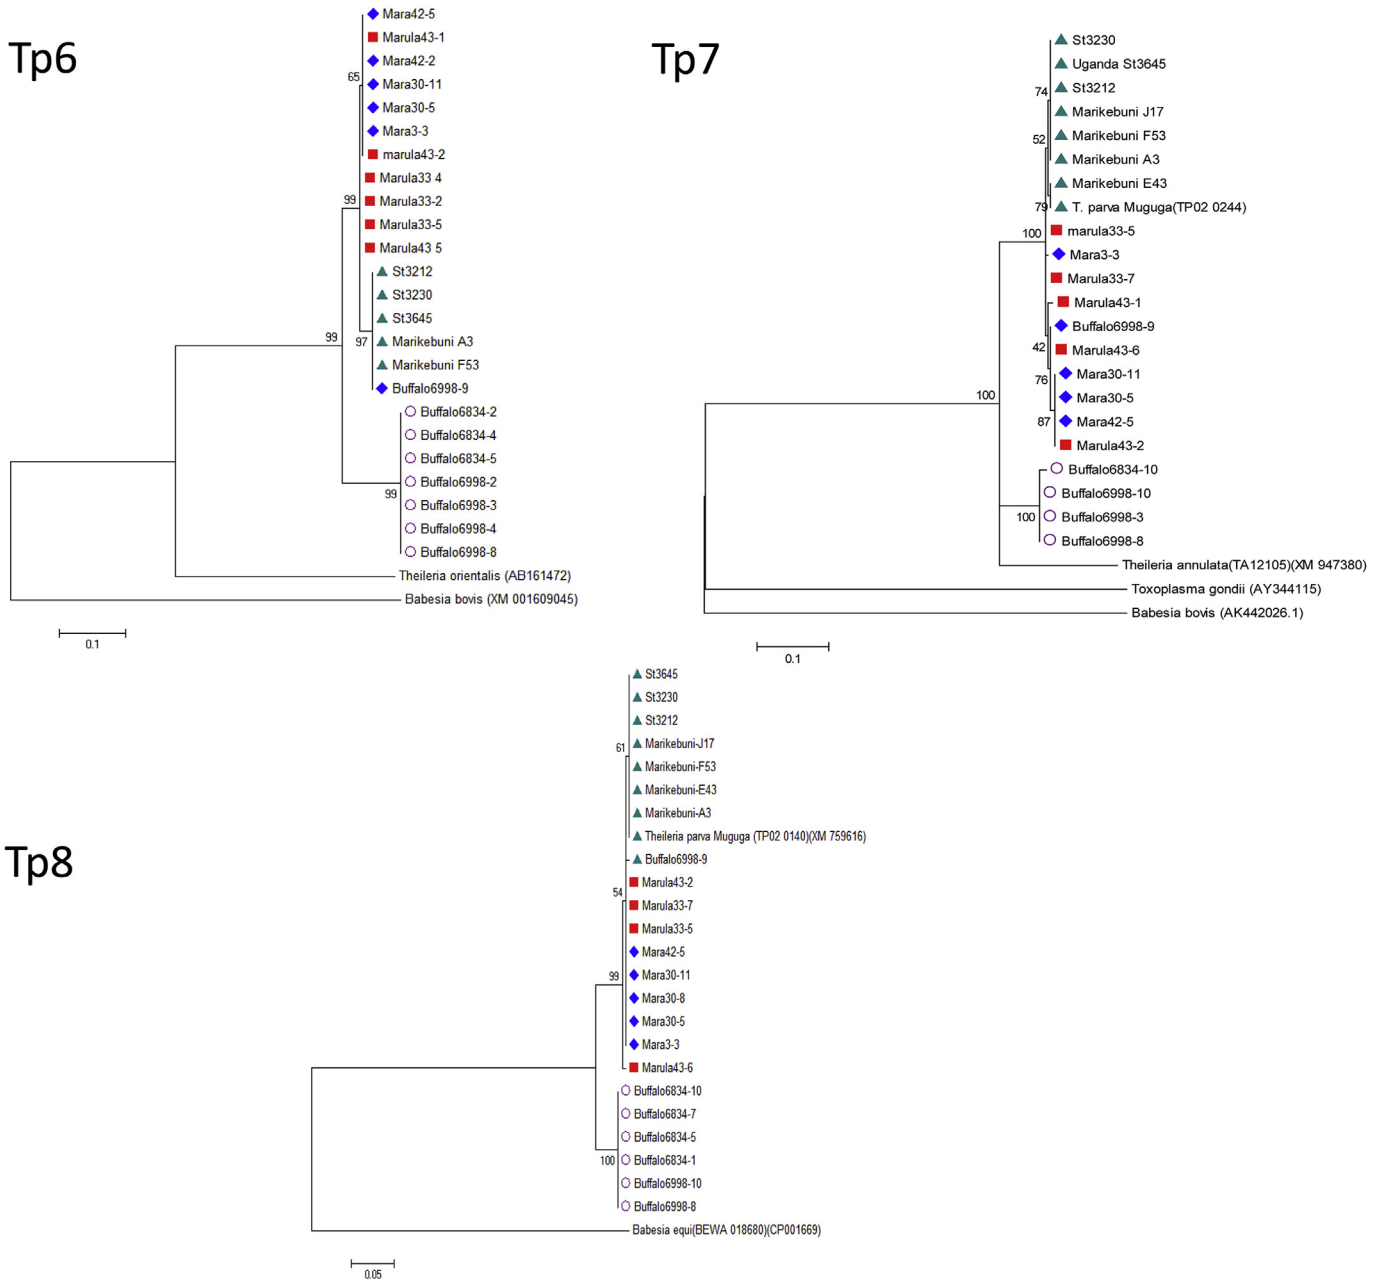 Tp6
Mara42-5
Marula43-1
Mara42-2
Mara30-11
Mara30-5
Mara3-3
marula43-2
Marula33 4
Marula33-2
Marula33-5
Marula43 5
St3212
St3230
St3645
Marikebuni A3
Marikebuni F53
Buffalo6998-9
Buffalo6834-2
Buffalo6834-4
Buffalo6834-5
Buffalo6998-2
Buffalo6998-3
Buffalo6998-4
Buffalo6998-8
Theileria orientalis (AB161472)
Babesia bovis (XM 001609045)
65
99
99
97
99
0.1
Tp7
St3230
Uganda St3645
St3212
Marikebuni J17
Marikebuni F53
Marikebuni A3
Marikebuni E43
T. parva Muguga(TP02 0244)
marula33-5
Mara3-3
Marula33-7
Marula43-1
Buffalo6998-9
Marula43-6
Mara30-11
Mara30-5
Mara42-5
Marula43-2
Buffalo6834-10
Buffalo6998-10
Buffalo6998-3
Buffalo6998-8
Theileria annulata(TA12105)(XM 947380)
Toxoplasma gondii (AY344115)
Babesia bovis (AK442026.1)
74
52
79
100
42
76
87
100
100
0.1
Tp8
St3645
St3230
St3212
Marikebuni-J17
Marikebuni-F53
Marikebuni-E43
Marikebuni-A3
Theileria parva Muguga (TP02 0140)(XM 759616)
Buffalo6998-9
Marula43-2
Marula33-7
Marula33-5
Mara42-5
Mara30-11
Mara30-8
Mara30-5
Mara3-3
Marula43-6
Buffalo6834-10
Buffalo6834-7
Buffalo6834-5
Buffalo6834-1
Buffalo6998-10
Buffalo6998-8
Babesia equi(BEWA 018680)(CP001669)
61
54
99
100
0.05